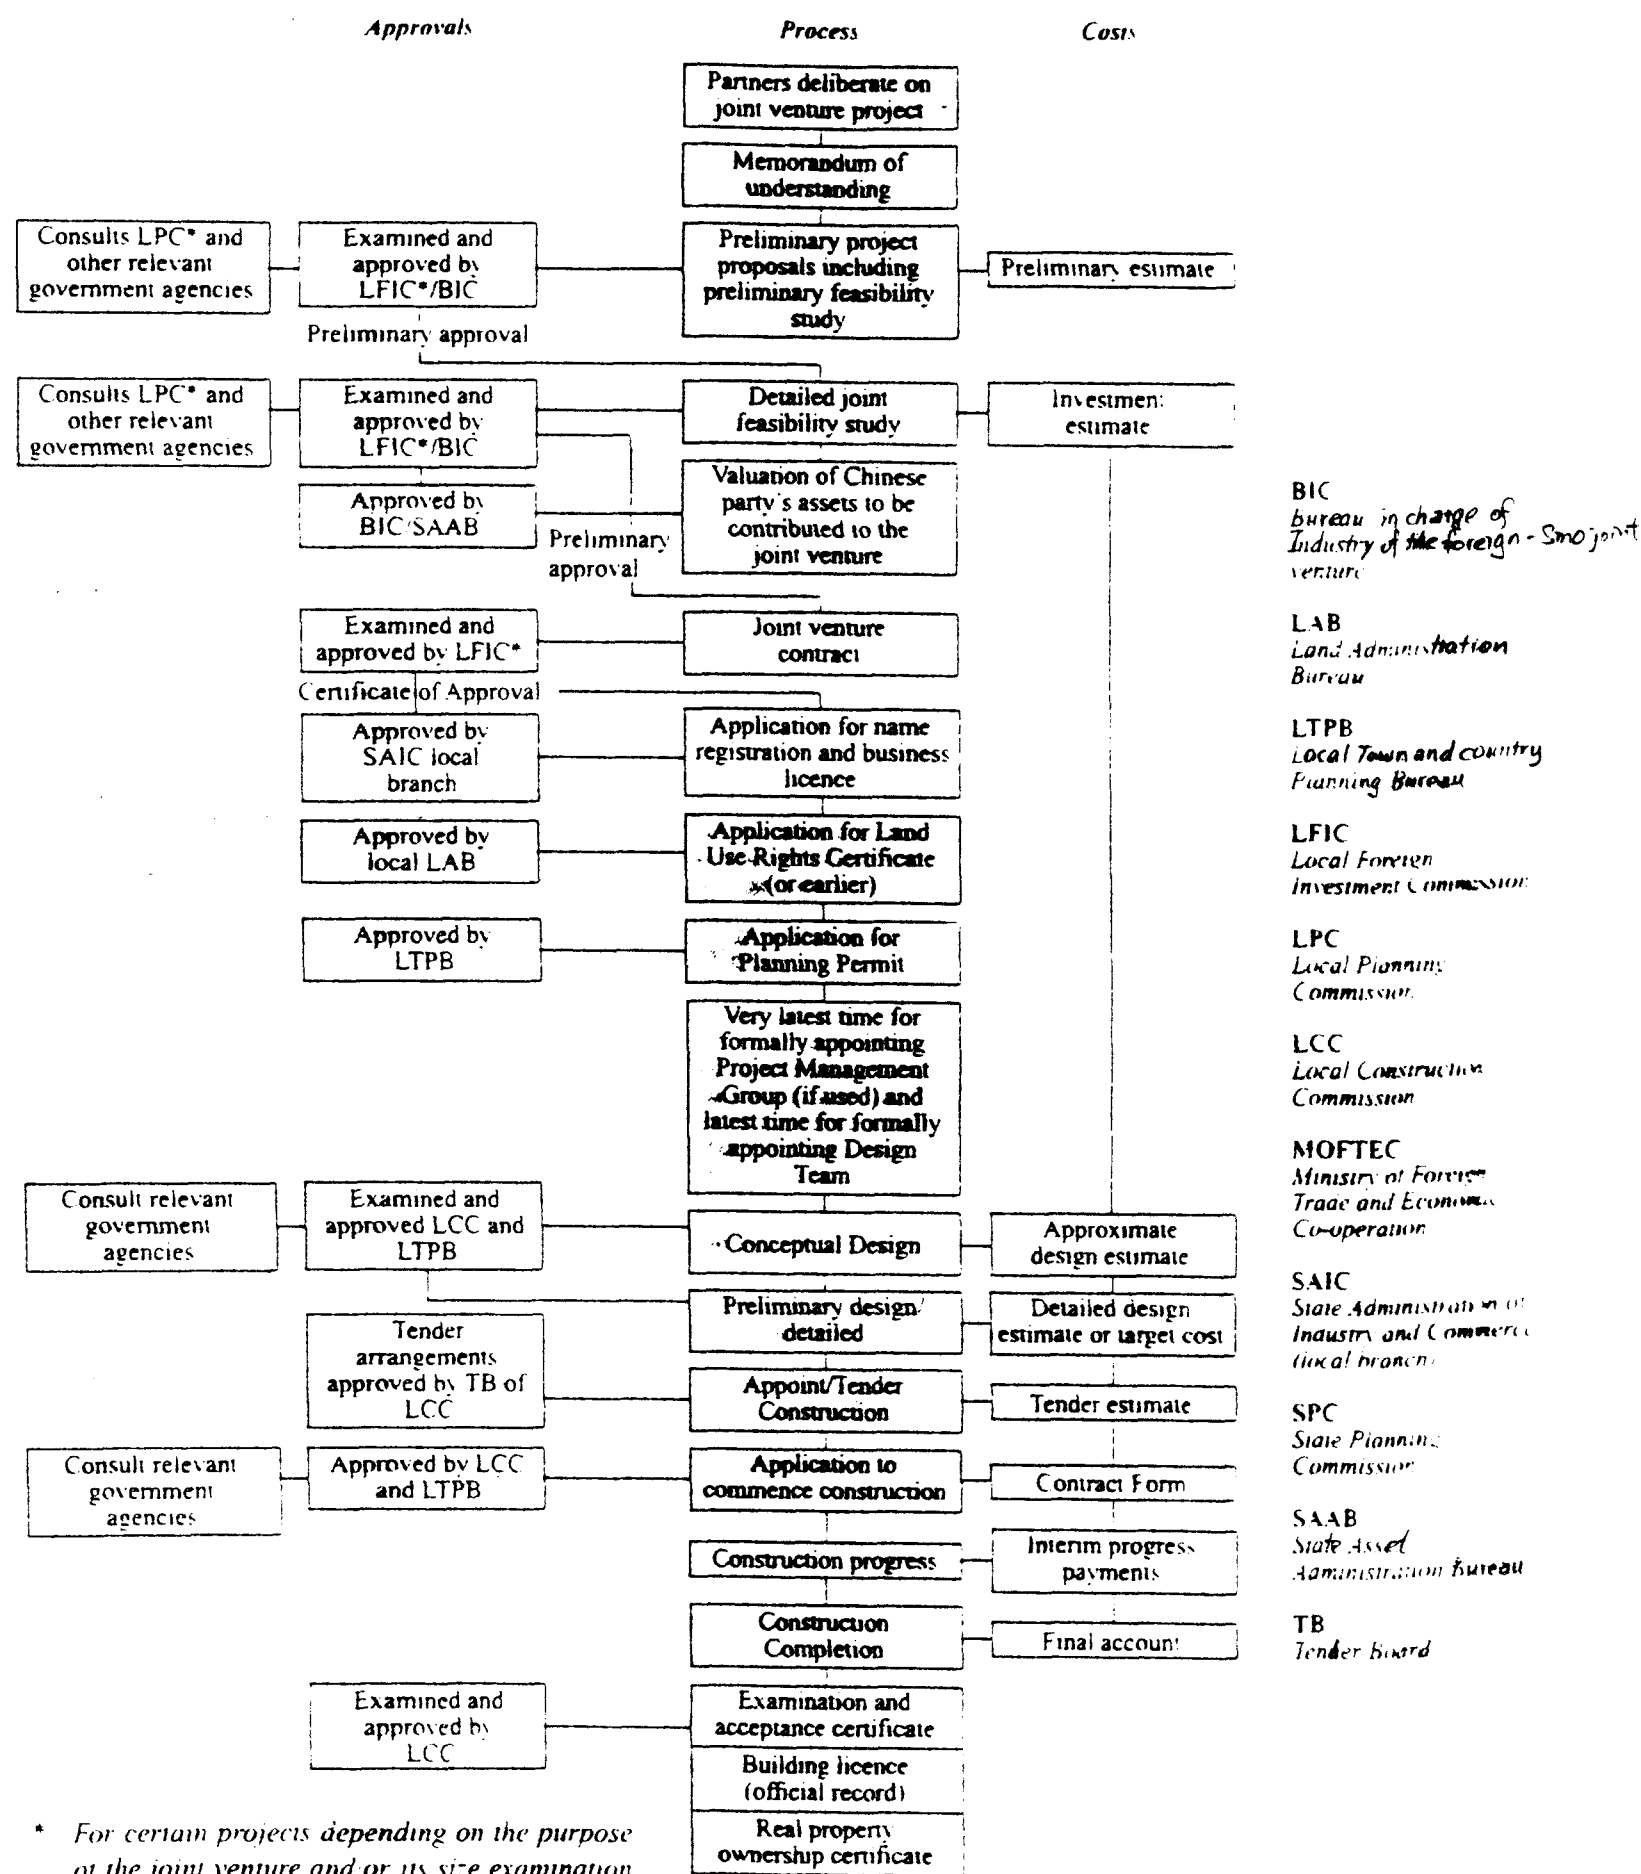 Approvals
Process
Costs
Partners deliberate on
joint venture project
Memorandum of
understanding
Consults LPC* and
other relevant
government agencies
Examined and
approved by
LFIC*/BIC
Preliminary project
proposals including
preliminary feasibility
study
Preliminary estimate
Preliminary approval
Consults LPC* and
other relevant
government agencies
Examined and
approved by
LFIC*/BIC
Detailed joint
feasibility study
Investment
estimate
Approved by
BIC/SAAB
Valuation of Chinese
party's assets to be
contributed to the
joint venture
Preliminary
approval
Examined and
approved by LFIC*
Joint venture
contract
Certificate of Approval
Approved by
SAIC local
branch
Application for name
registration and business
licence
Approved by
local LAB
Application for Land
Use Rights Certificate
(or earlier)
Approved by
LTPB
Application for
Planning Permit
Very latest time for
formally appointing
Project Management
Group (if used) and
latest time for formally
appointing Design
Team
Consult relevant
government
agencies
Examined and
approved LCC and
LTPB
Conceptual Design
Approximate
design estimate
Preliminary design/
detailed
Detailed design
estimate or target cost
Tender
arrangements
approved by TB of
LCC
Appoint/Tender
Construction
Tender estimate
Consult relevant
government
agencies
Approved by LCC
and LTPB
Application to
commence construction
Contract Form
Construction progress
Interim progress
payments
Construction
Completion
Final account
Examined and
approved by
LCC
Examination and
acceptance certificate
Building licence
(official record)
Real property
ownership certificate
* For certain projects depending on the purpose
of the joint venture and/or its size examination
BIC
bureau in charge of
Industry of the foreign-Smo joint
venture
LAB
Land Administration
Bureau
LTPB
Local Town and country
Planning Bureau
LFIC
Local Foreign
Investment Commission
LPC
Local Planning
Commission
LCC
Local Construction
Commission
MOFTEC
Ministry of Foreign
Trade and Economic
Co-operation
SAIC
State Administration of
Industry and Commerce
(local branch)
SPC
State Planning
Commission
SAAB
State Asset
Administration Bureau
TB
Tender Board